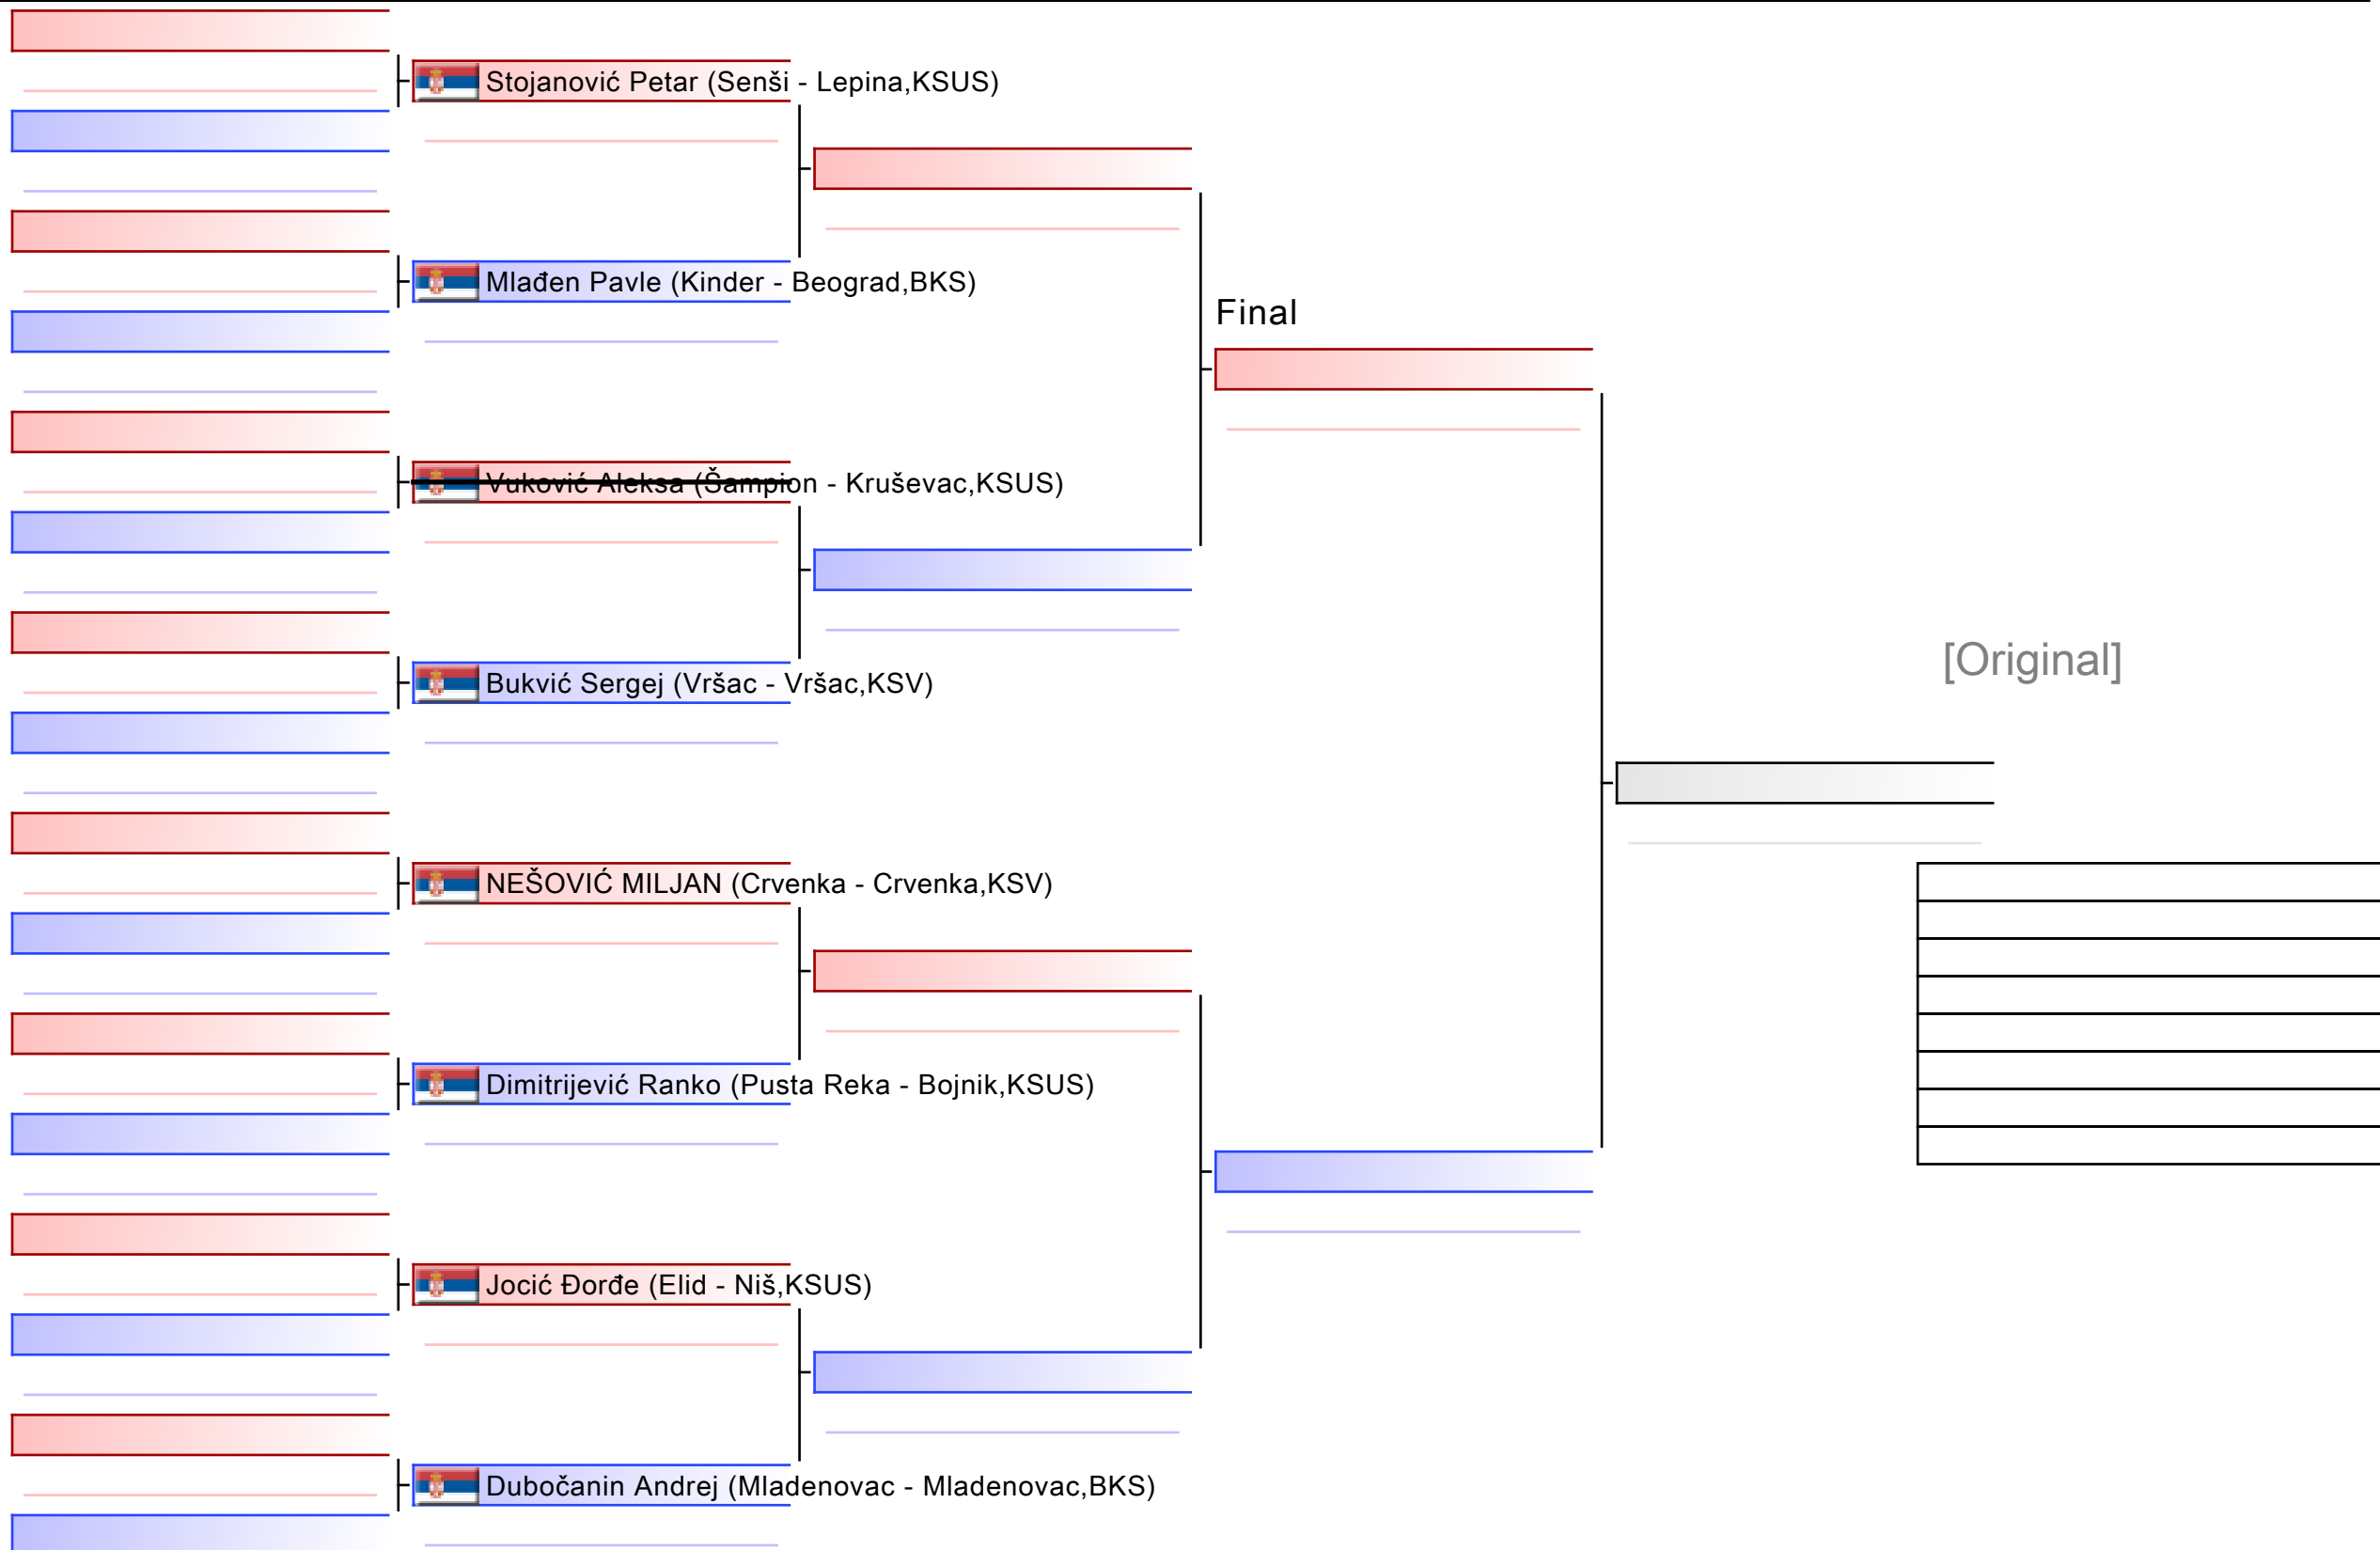 Stojanović Petar (Senši - Lepina,KSUS)
Mlađen Pavle (Kinder - Beograd,BKS)
Final
Vuković Aleksa (Šampion - Kruševac,KSUS)
[Original]
Bukvić Sergej (Vršac - Vršac,KSV)
NEŠOVIĆ MILJAN (Crvenka - Crvenka,KSV)
Dimitrijević Ranko (Pusta Reka - Bojnik,KSUS)
Jocić Đorđe (Elid - Niš,KSUS)
Dubočanin Andrej (Mladenovac - Mladenovac,BKS)